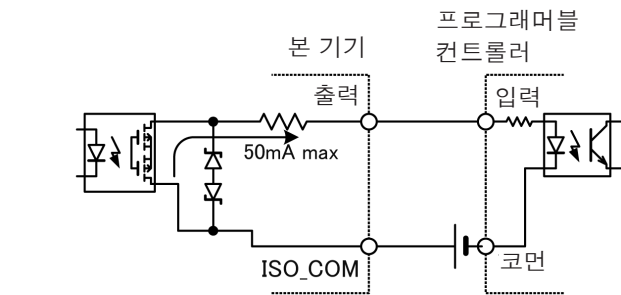 본 기기
프로그래머블
컨트롤러
출력
입력
50mA max
ISO_COM
코먼